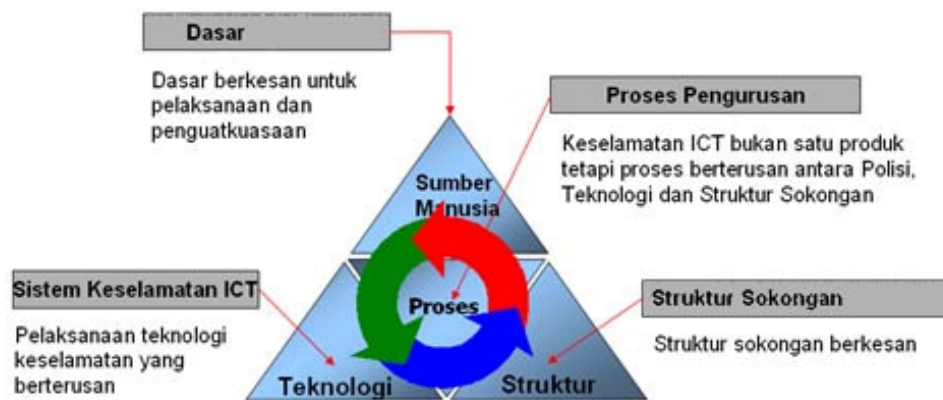 Dasar
Dasar berkesan untuk
pelaksanaan dan
penguatkuasaan
Proses Pengurusan
Keselamatan ICT bukan satu produk
tetapi proses berterusan antara Polisi,
Teknologi dan Struktur Sokongan
Sumber
Manusia
Proses
Sistem Keselamatan ICT
Pelaksanaan teknologi
keselamatan yang
berterusan
Struktur Sokongan
Struktur sokongan berkesan
Teknologi
Struktur